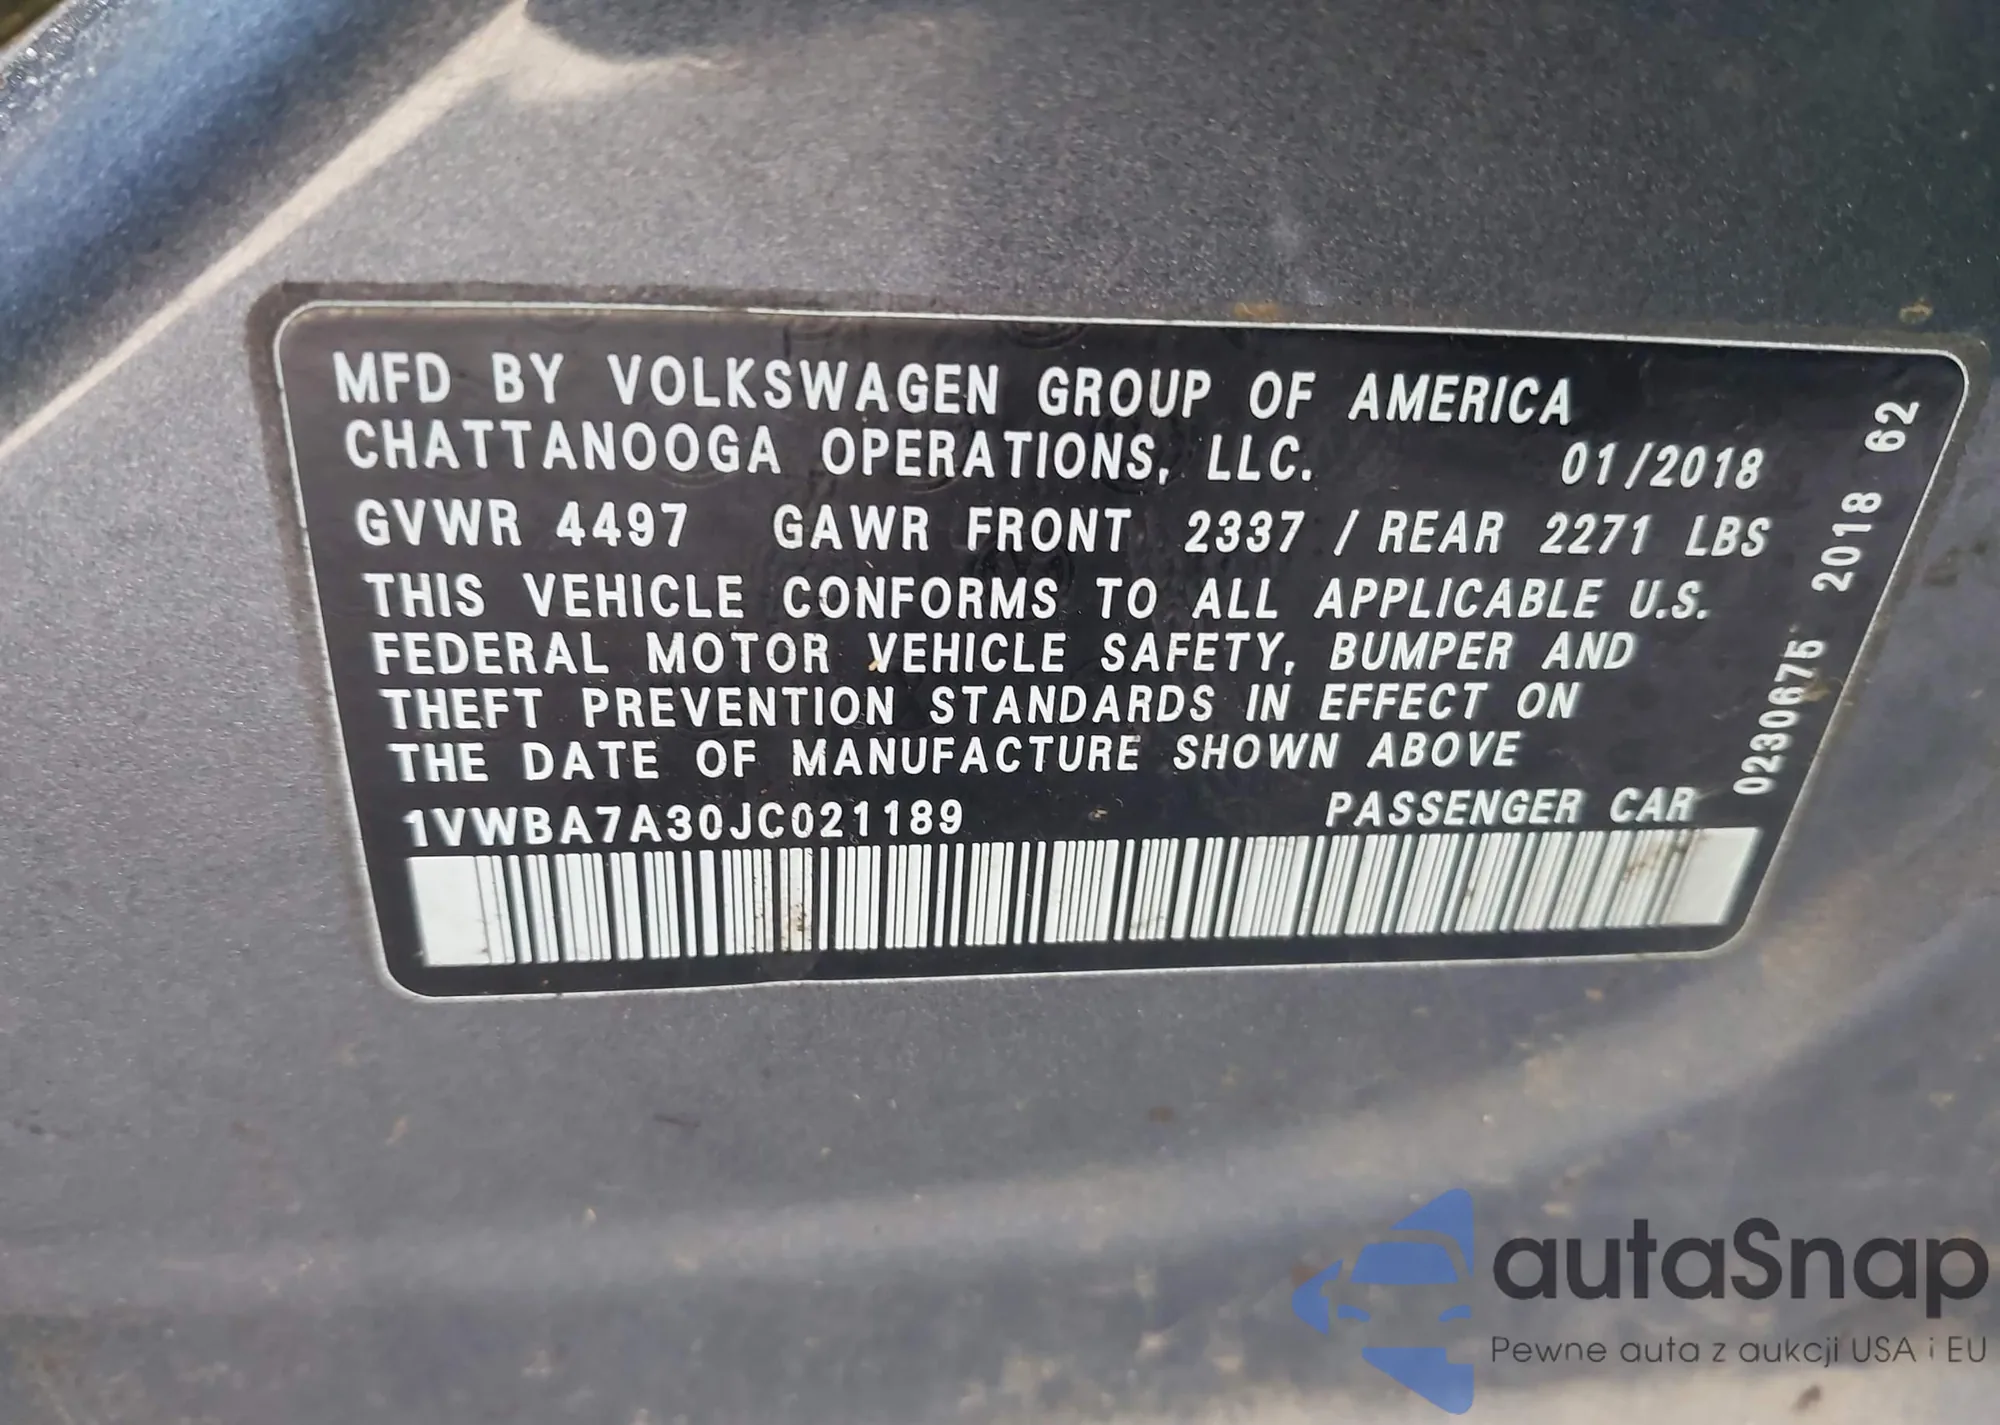 MFD BY VOLKSWAGEN GROUP OF AMERICA
CHATTANOOGA OPERATIONS, LLC. 01/2018
GVWR 4497 GAWR FRONT 2337 / REAR 2271 LBS
THIS VEHICLE CONFORMS TO ALL APPLICABLE U.S.
FEDERAL MOTOR VEHICLE SAFETY, BUMPER AND
THEFT PREVENTION STANDARDS IN EFFECT ON
THE DATE OF MANUFACTURE SHOWN ABOVE
1VWBA7A30JC021189 PASSENGER CAR
0230675 2018 62
autaSnap
Pewne auta z aukcji USA i EU